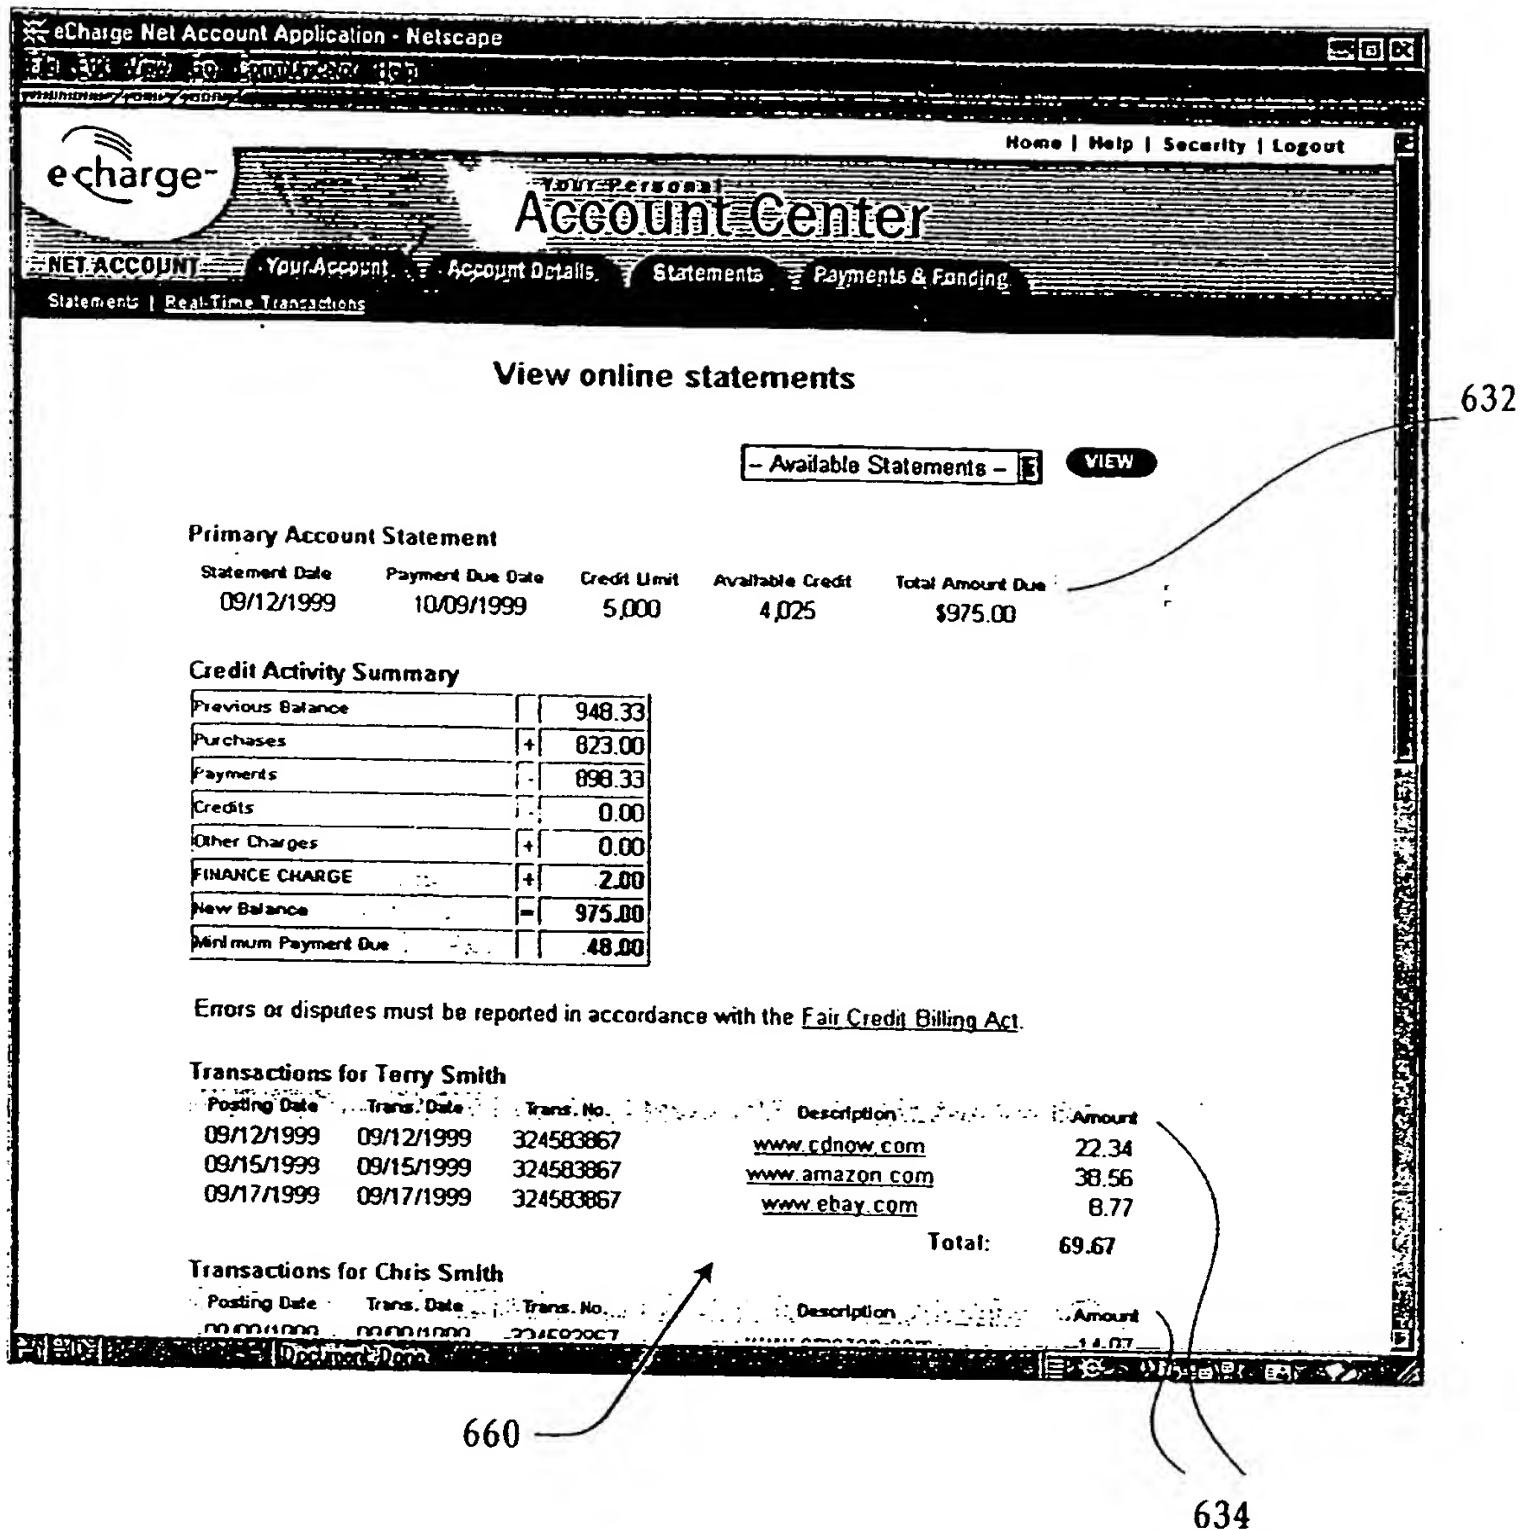 eCharge Net Account Application - Netscape
File Edit View Go Communicator Help
Home | Help | Security | Logout
echarge
Your Personal
Account Center
NET ACCOUNT Your Account Account Details Statements Payments & Funding
Statements | Real-Time Transactions
View online statements
632
– Available Statements – VIEW
Primary Account Statement
Statement Date Payment Due Date Credit Limit Available Credit Total Amount Due
09/12/1999 10/09/1999 5,000 4,025 $975.00
Credit Activity Summary
Previous Balance 948.33
Purchases + 823.00
Payments - 898.33
Credits - 0.00
Other Charges + 0.00
FINANCE CHARGE + 2.00
New Balance = 975.00
Minimum Payment Due 48.00
Errors or disputes must be reported in accordance with the Fair Credit Billing Act.
Transactions for Terry Smith
Posting Date Trans. Date Trans. No. Description Amount
09/12/1999 09/12/1999 324583867 www.cdnow.com 22.34
09/15/1999 09/15/1999 324583867 www.amazon.com 38.56
09/17/1999 09/17/1999 324583867 www.ebay.com 8.77
Total: 69.67
Transactions for Chris Smith
Posting Date Trans. Date Trans. No. Description Amount
www.amazon.com
Document: Done
660
634